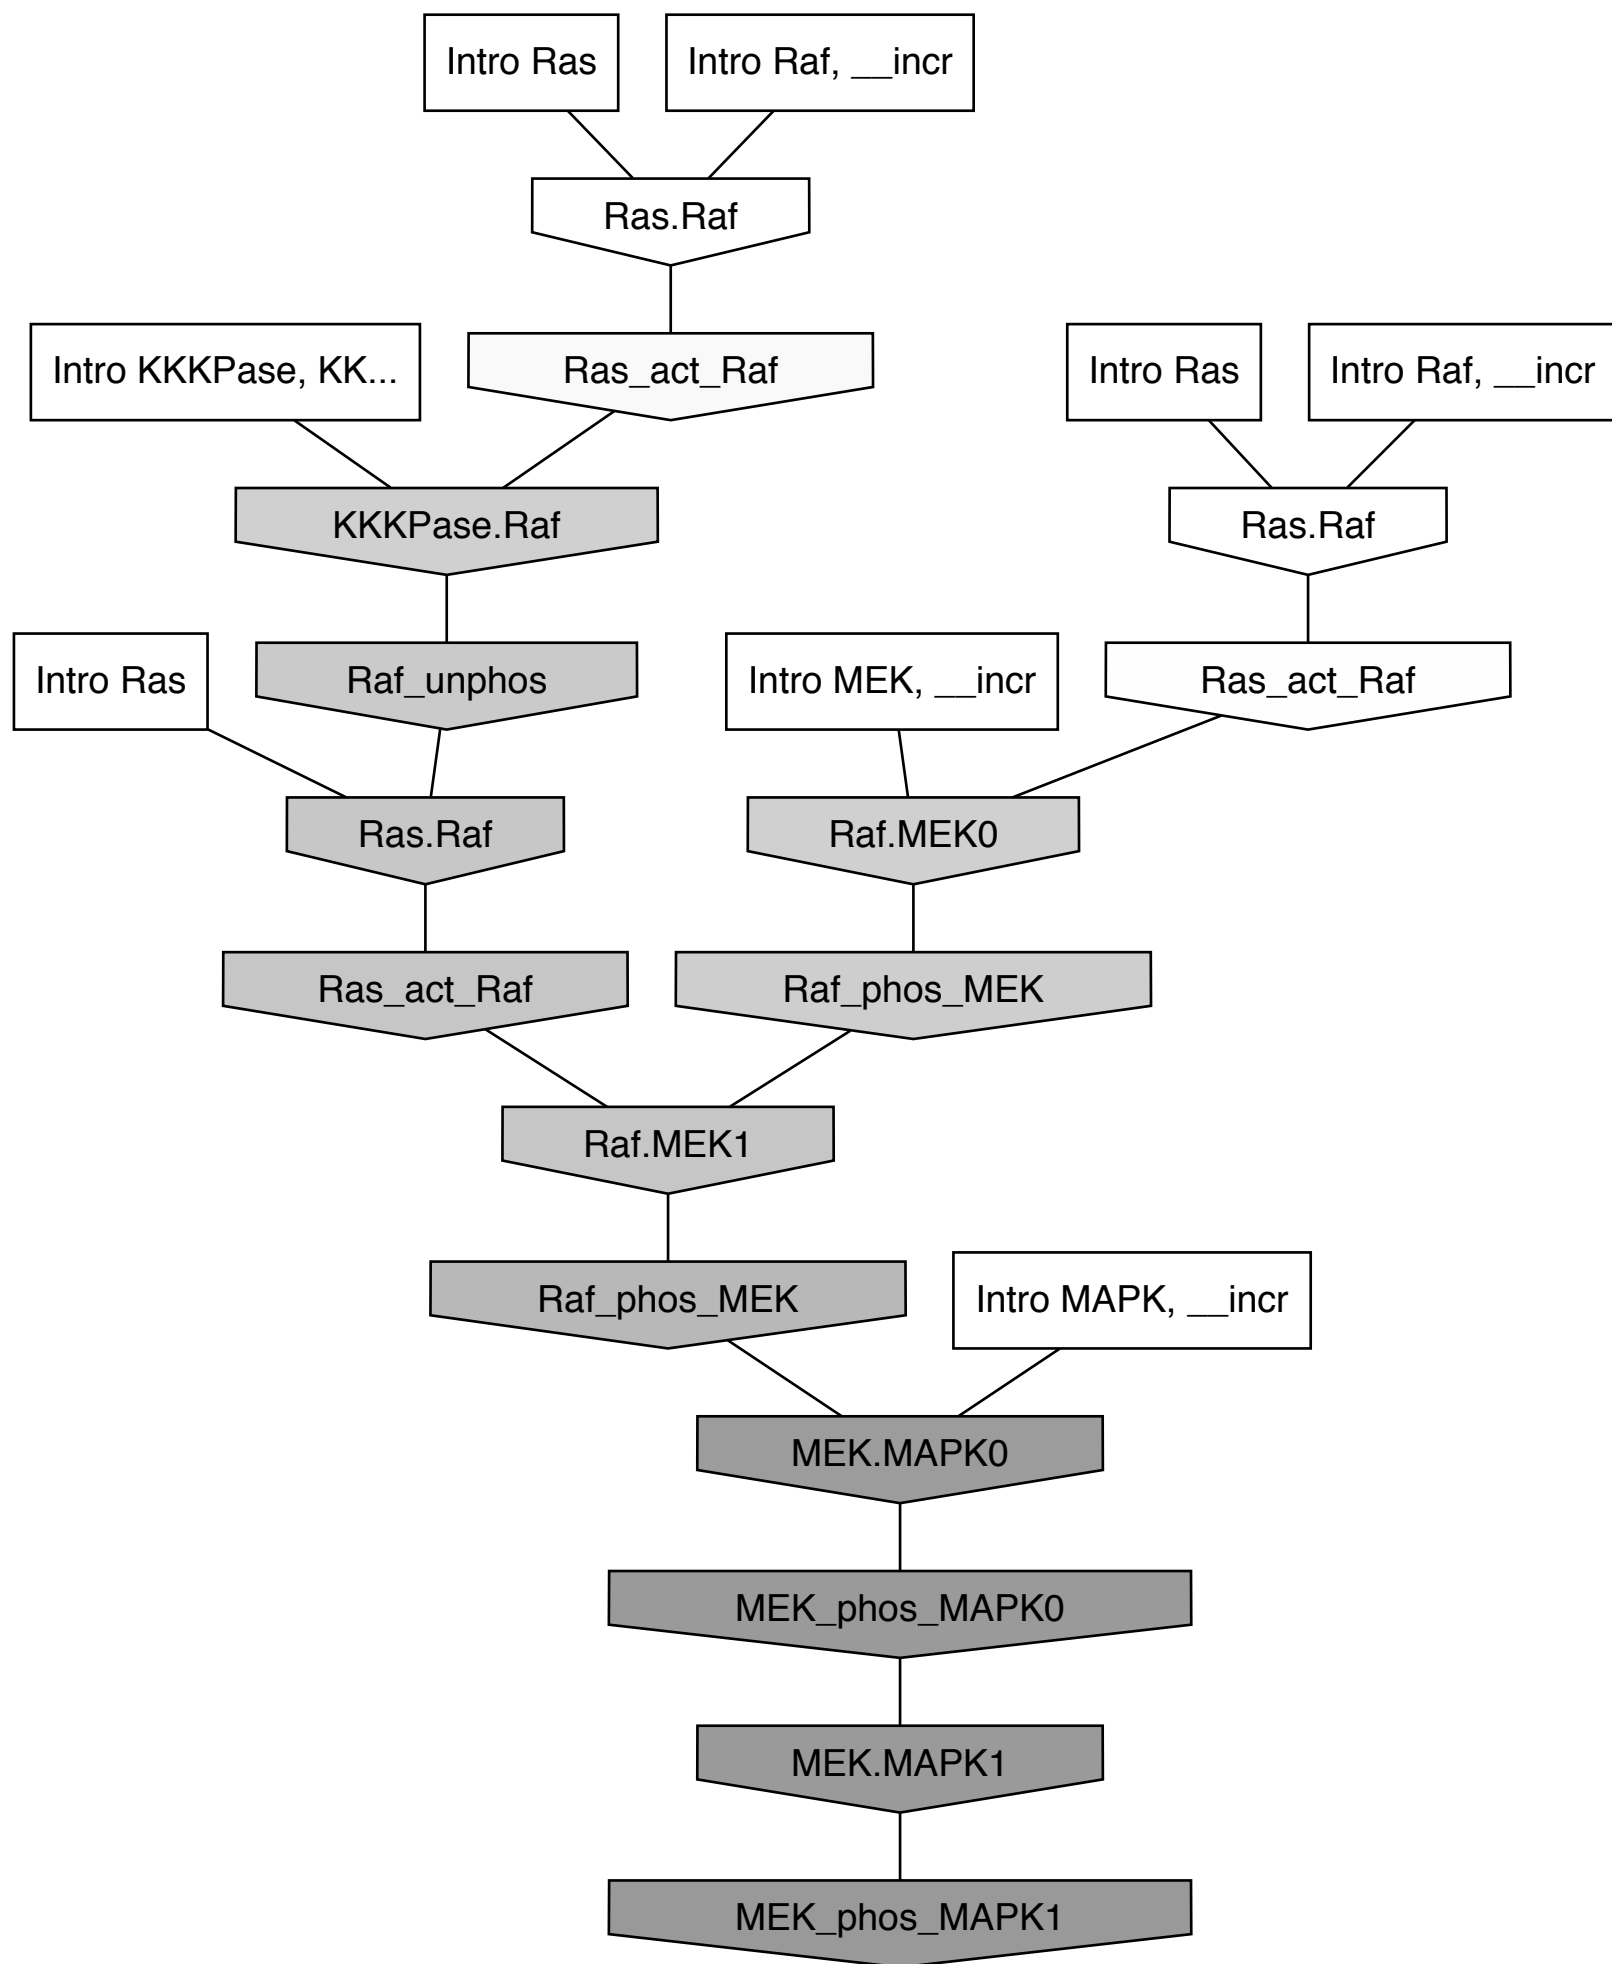 Intro Ras
Intro Raf, __incr
Ras.Raf
Intro KKKPase, KK...
Ras_act_Raf
Intro Ras
Intro Raf, __incr
KKKPase.Raf
Ras.Raf
Intro Ras
Raf_unphos
Intro MEK, __incr
Ras_act_Raf
Ras.Raf
Raf.MEK0
Ras_act_Raf
Raf_phos_MEK
Raf.MEK1
Raf_phos_MEK
Intro MAPK, __incr
MEK.MAPK0
MEK_phos_MAPK0
MEK.MAPK1
MEK_phos_MAPK1